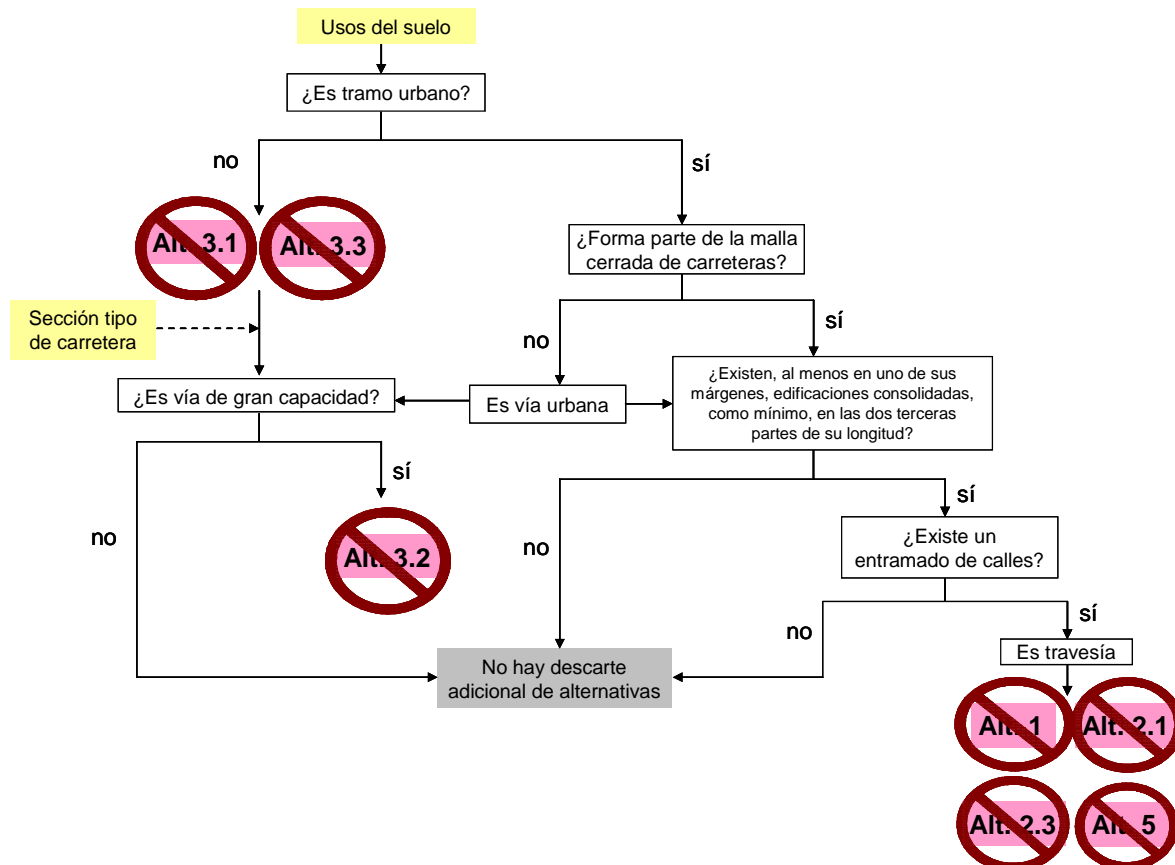 Usos del suelo
¿Es tramo urbano?
no
sí
Alt. 3.1
Alt. 3.3
¿Forma parte de la malla
cerrada de carreteras?
Sección tipo
de carretera
no
sí
¿Es vía de gran capacidad?
Es vía urbana
¿Existen, al menos en uno de sus
márgenes, edificaciones consolidadas,
como mínimo, en las dos terceras
partes de su longitud?
no
sí
Alt. 3.2
no
sí
¿Existe un
entramado de calles?
no
sí
No hay descarte
adicional de alternativas
Es travesía
Alt. 1
Alt. 2.1
Alt. 2.3
Alt. 5